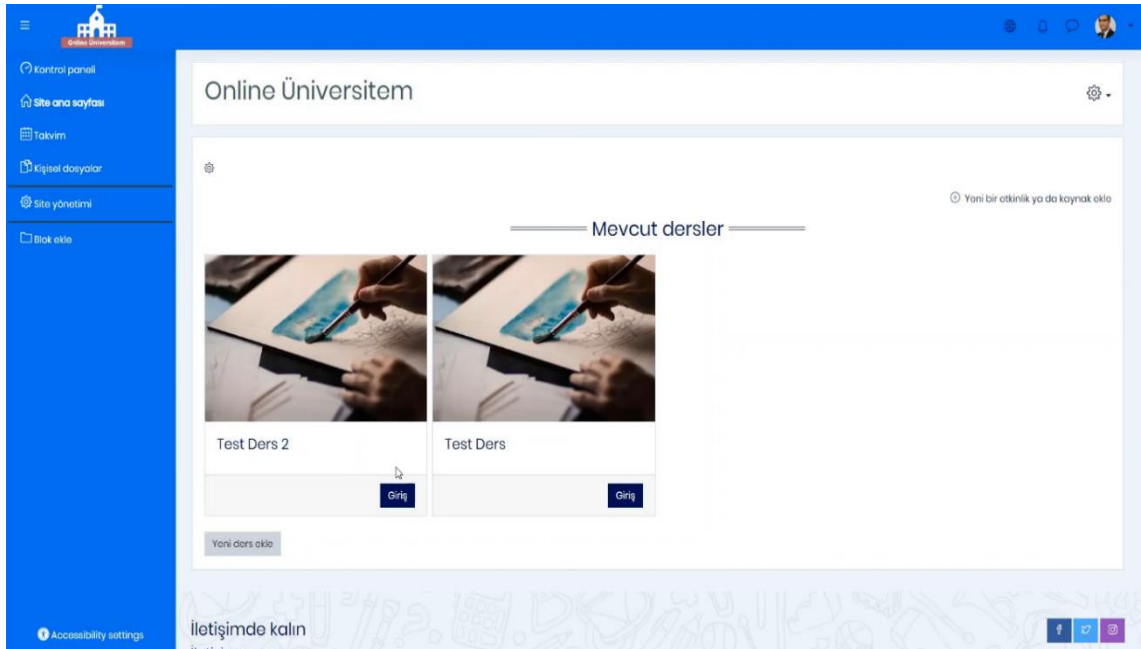 Online Üniversitem
Kontrol paneli
Site ana sayfası
Takvim
Kişisel dosyalar
Site yönetimi
Blok ekle
Accessibility settings
Online Üniversitem
Yeni bir etkinlik ya da kaynak ekle
Mevcut dersler
Test Ders 2
Giriş
Test Ders
Giriş
Yeni ders ekle
İletişimde kalın